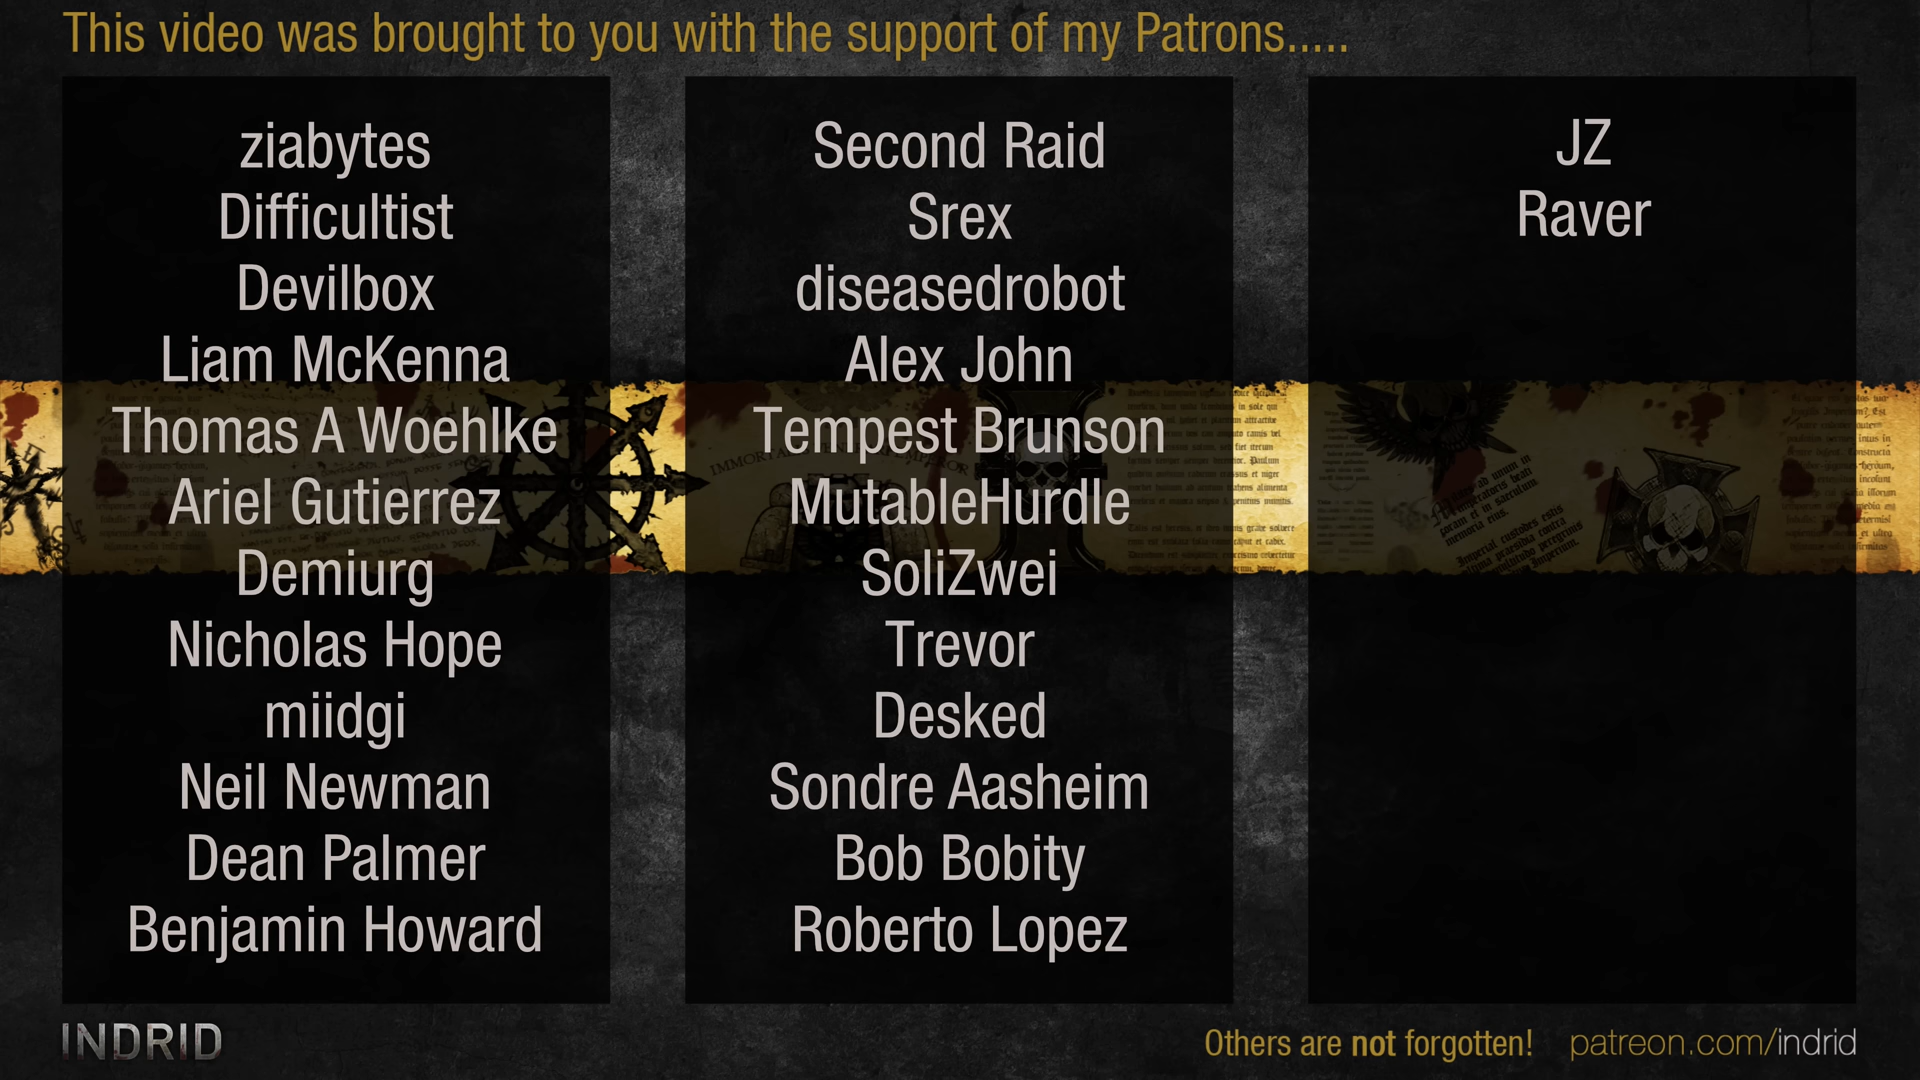 This video was brought to you with the support of my Patrons.....
ziabytes
Difficultist
Devilbox
Liam McKenna
Thomas A Woehlke
Ariel Gutierrez
Demiurg
Nicholas Hope
miidgi
Neil Newman
Dean Palmer
Benjamin Howard
Second Raid
Srex
diseasedrobot
Alex John
Tempest Brunson
MutableHurdle
SoliZwei
Trevor
Desked
Sondre Aasheim
Bob Bobity
Roberto Lopez
JZ
Raver
INDRID
Others are not forgotten!
patreon.com/indrid